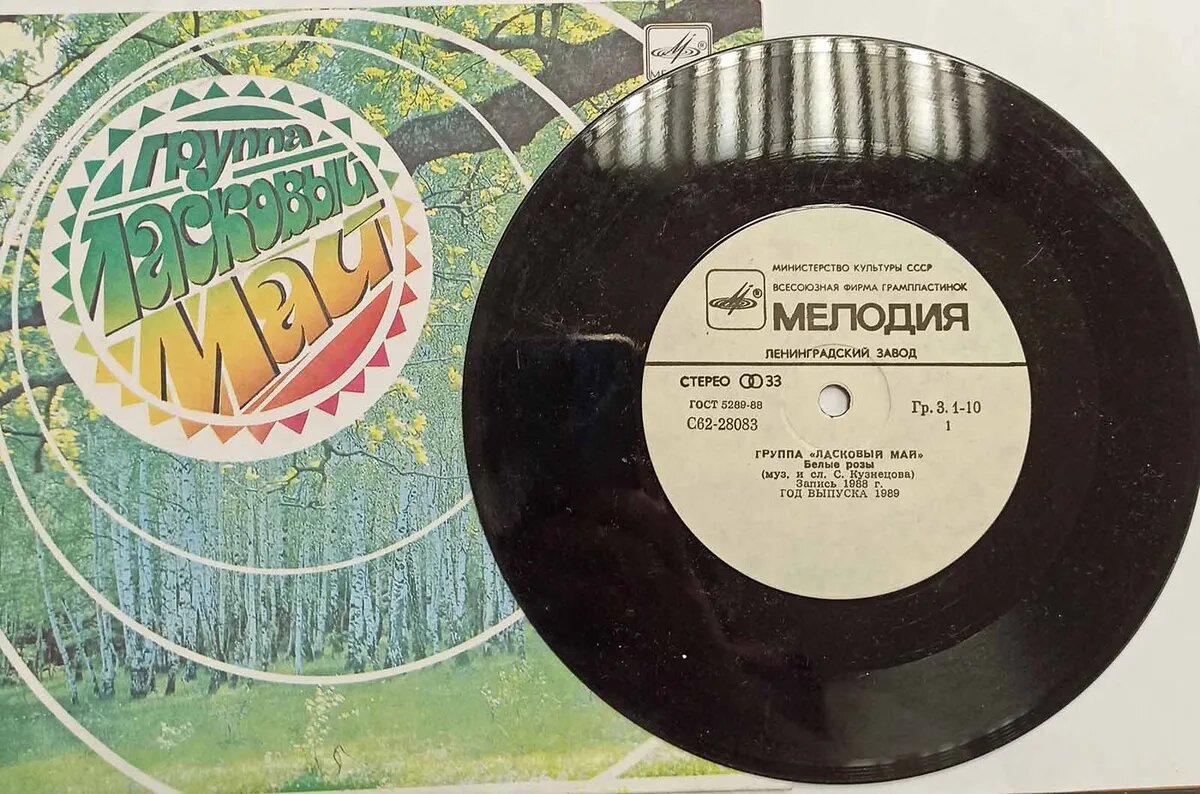 Группа
Ласковый
Май
МИНИСТЕРСТВО КУЛЬТУРЫ СССР
ВСЕСОЮЗНАЯ ФИРМА ГРАМПЛАСТИНОК
МЕЛОДИЯ
ЛЕНИНГРАДСКИЙ ЗАВОД
СТЕРЕО 33
ГОСТ 5289-88
С62-28083
Гр. 3. 1-10
1
ГРУППА «ЛАСКОВЫЙ МАЙ»
Белые розы
(муз. и сл. С. Кузнецова)
Запись 1988 г.
ГОД ВЫПУСКА 1989